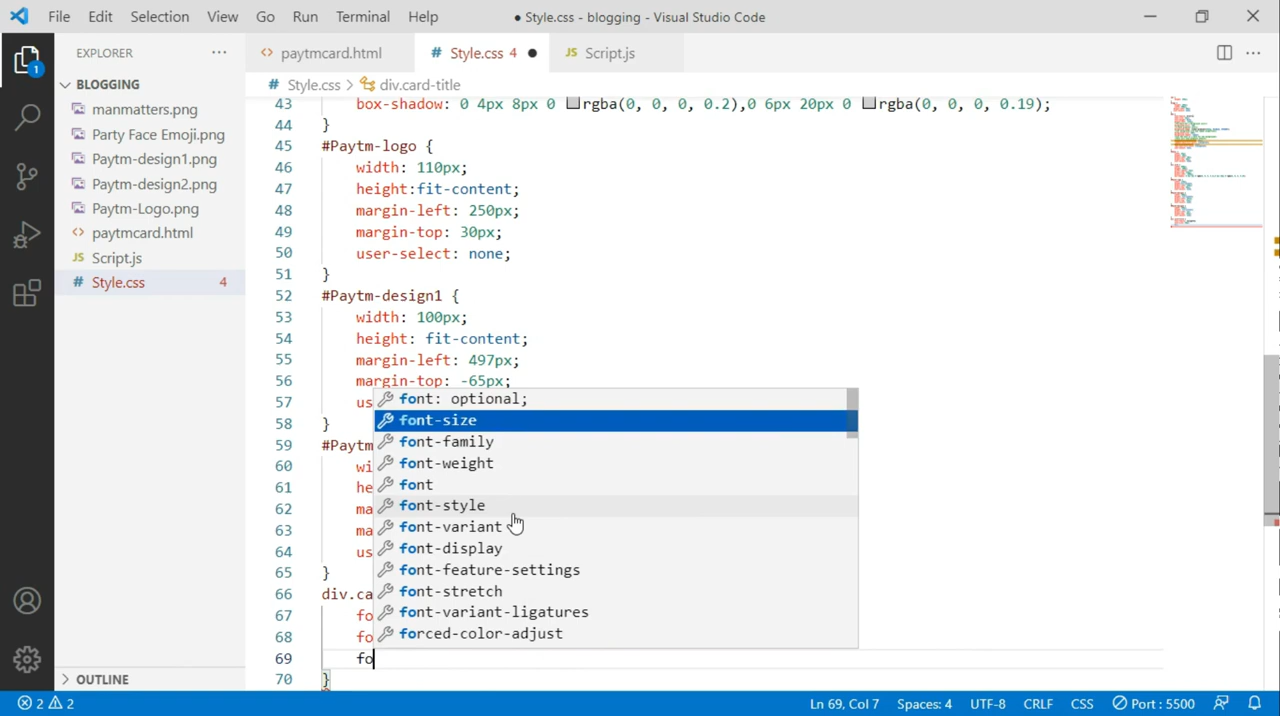 File Edit Selection View Go Run Terminal Help ● Style.css - blogging - Visual Studio Code
EXPLORER ··· <> paytmcard.html # Style.css 4 ● JS Script.js ···
BLOGGING # Style.css > div.card-title
manmatters.png
Party Face Emoji.png
Paytm-design1.png
Paytm-design2.png
Paytm-Logo.png
<> paytmcard.html
JS Script.js
# Style.css 4
1
43 box-shadow: 0 4px 8px 0 rgba(0, 0, 0, 0.2),0 6px 20px 0 rgba(0, 0, 0, 0.19);
44 }
45 #Paytm-logo {
46 width: 110px;
47 height:fit-content;
48 margin-left: 250px;
49 margin-top: 30px;
50 user-select: none;
51 }
52 #Paytm-design1 {
53 width: 100px;
54 height: fit-content;
55 margin-left: 497px;
56 margin-top: -65px;
57 us
58 }
59 #Paytm
60 wi
61 he
62 ma
63 ma
64 us
65 }
66 div.ca
67 fo
68 fo
69 fo
70 }
font: optional;
font-size
font-family
font-weight
font
font-style
font-variant
font-display
font-feature-settings
font-stretch
font-variant-ligatures
forced-color-adjust
OUTLINE
2 2 Ln 69, Col 7 Spaces: 4 UTF-8 CRLF CSS Port : 5500